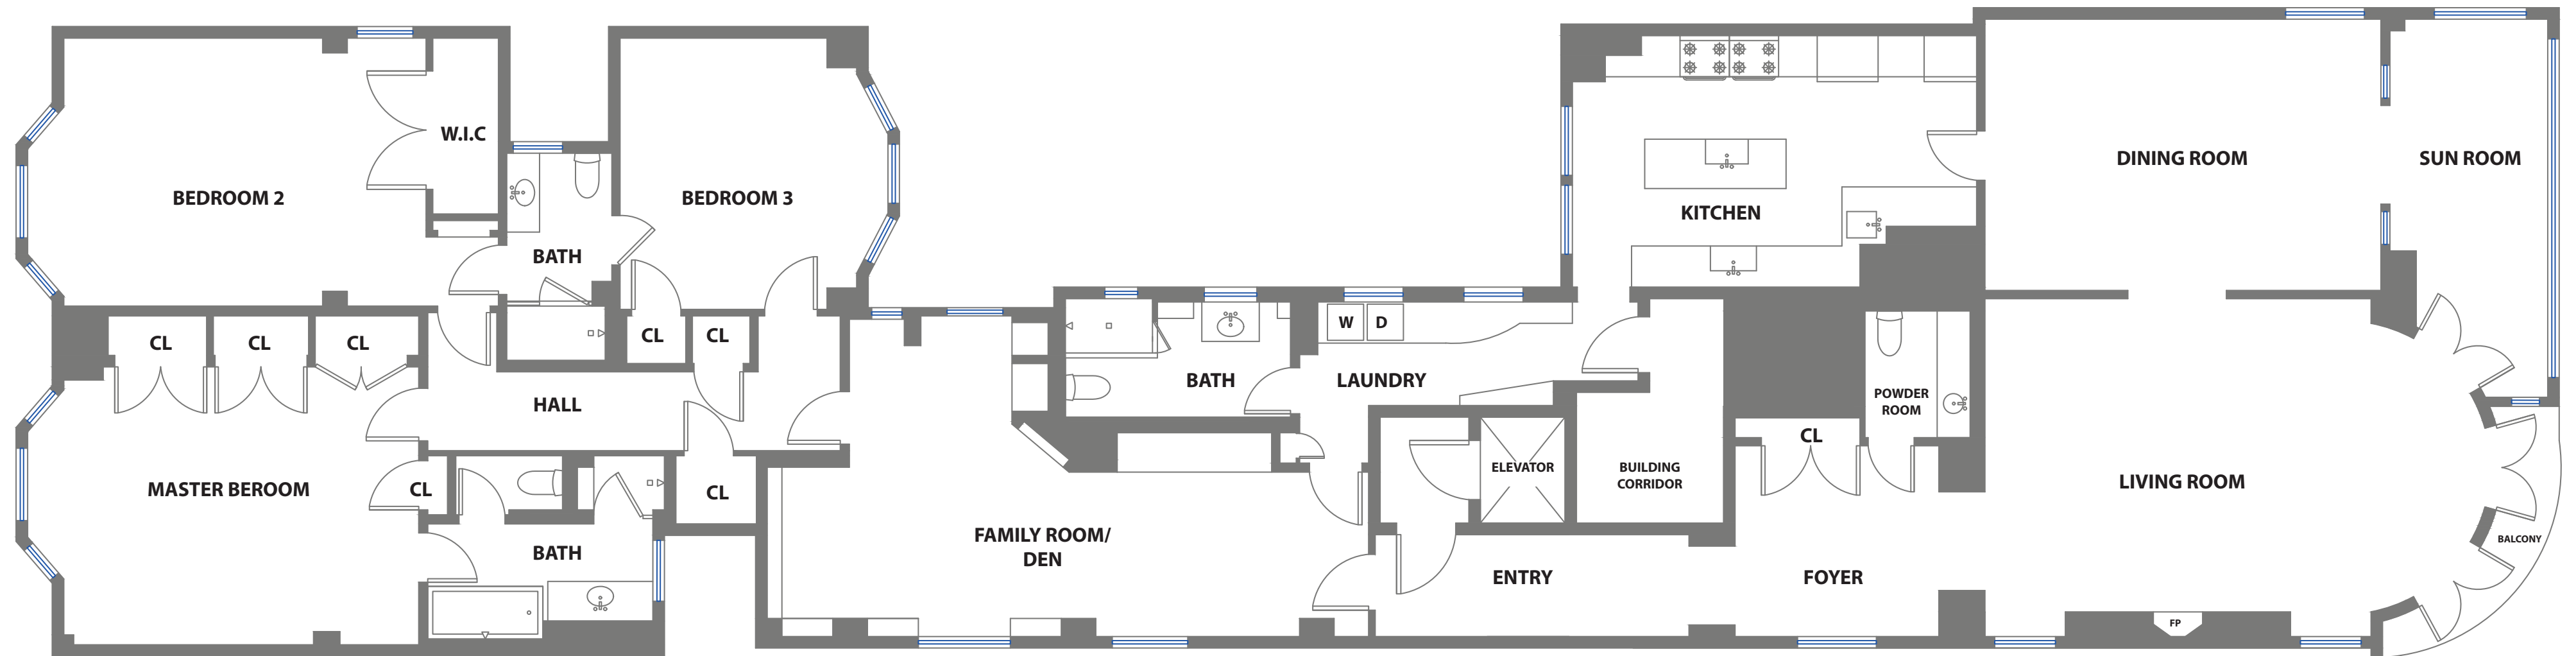 BEDROOM 2
W.I.C
BATH
BEDROOM 3
KITCHEN
DINING ROOM
SUN ROOM
CL
CL
CL
CL
CL
HALL
MASTER BEROOM
CL
BATH
CL
BATH
W D
LAUNDRY
FAMILY ROOM/
DEN
ELEVATOR
BUILDING
CORRIDOR
POWDER
ROOM
CL
LIVING ROOM
BALCONY
ENTRY
FOYER
FP